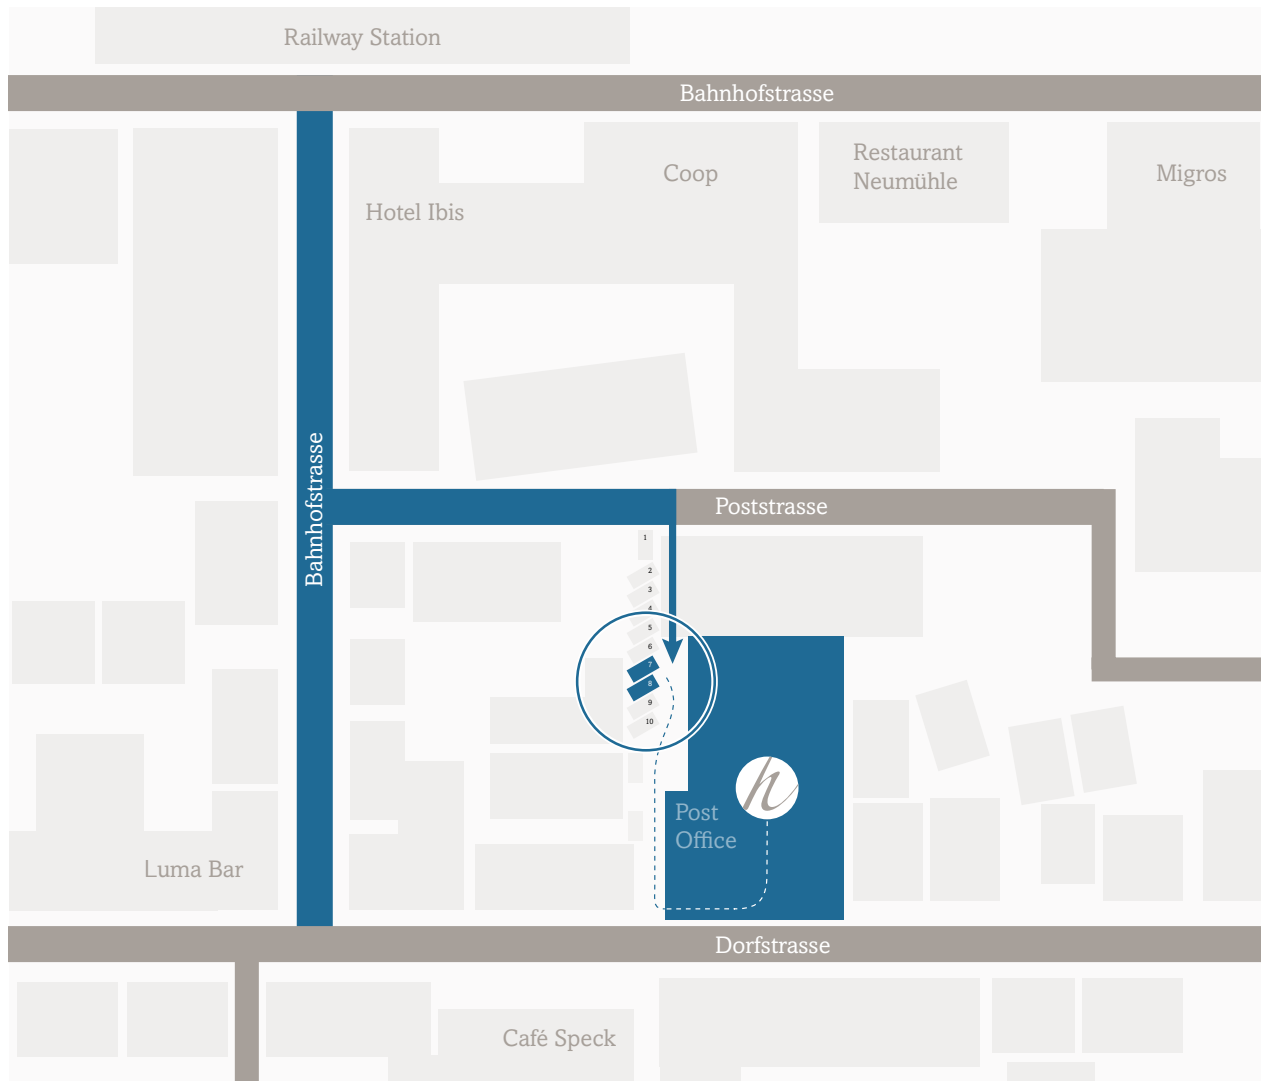 Railway Station
Bahnhofstrasse
Restaurant
Neumühle
Coop
Migros
Hotel Ibis
Bahnhofstrasse
Poststrasse
1
2
3
4
5
6
7
8
9
10
h
Post
Office
Luma Bar
Dorfstrasse
Café Speck